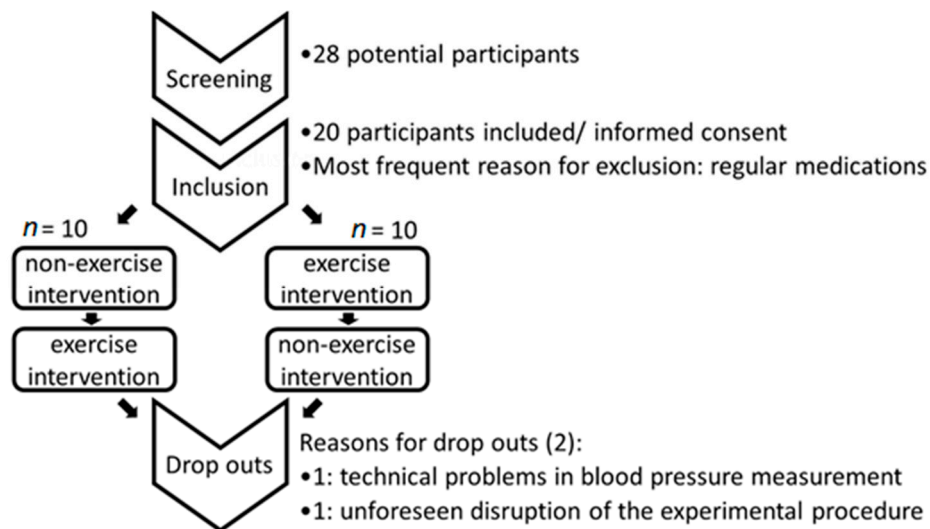 Screening
•28 potential participants
Inclusion
•20 participants included/ informed consent
•Most frequent reason for exclusion: regular medications
n = 10
n = 10
non-exercise
intervention
exercise
intervention
exercise
intervention
non-exercise
intervention
Drop outs
Reasons for drop outs (2):
•1: technical problems in blood pressure measurement
•1: unforeseen disruption of the experimental procedure